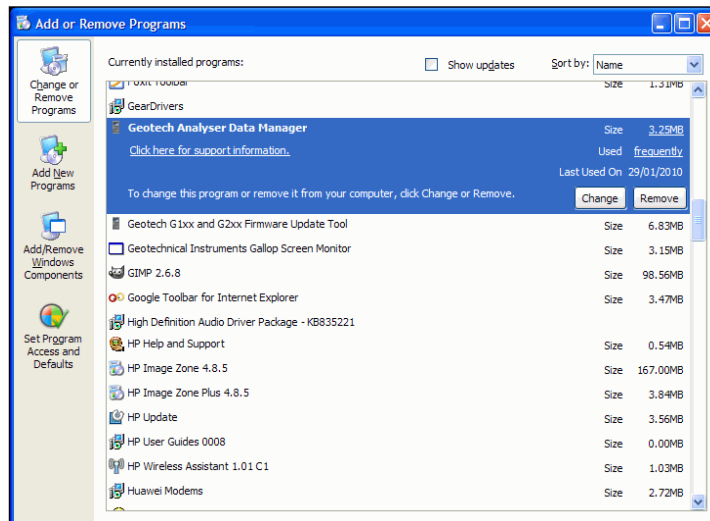 Add or Remove Programs
Change or
Remove
Programs
Add New
Programs
Add/Remove
Windows
Components
Set Program
Access and
Defaults
Currently installed programs:
Show updates
Sort by: Name
Foxit Toolbar Size 1.31MB
GearDrivers
Geotech Analyser Data Manager Size 3.25MB
Click here for support information. Used frequently
Last Used On 29/01/2010
To change this program or remove it from your computer, click Change or Remove. Change Remove
Geotech G1xx and G2xx Firmware Update Tool Size 6.83MB
Geotechnical Instruments Gallop Screen Monitor Size 3.15MB
GIMP 2.6.8 Size 98.56MB
Google Toolbar for Internet Explorer Size 3.47MB
High Definition Audio Driver Package - KB835221
HP Help and Support Size 0.54MB
HP Image Zone 4.8.5 Size 167.00MB
HP Image Zone Plus 4.8.5 Size 3.84MB
HP Update Size 3.56MB
HP User Guides 0008 Size 0.00MB
HP Wireless Assistant 1.01 C1 Size 1.03MB
Huawei Modems Size 2.72MB